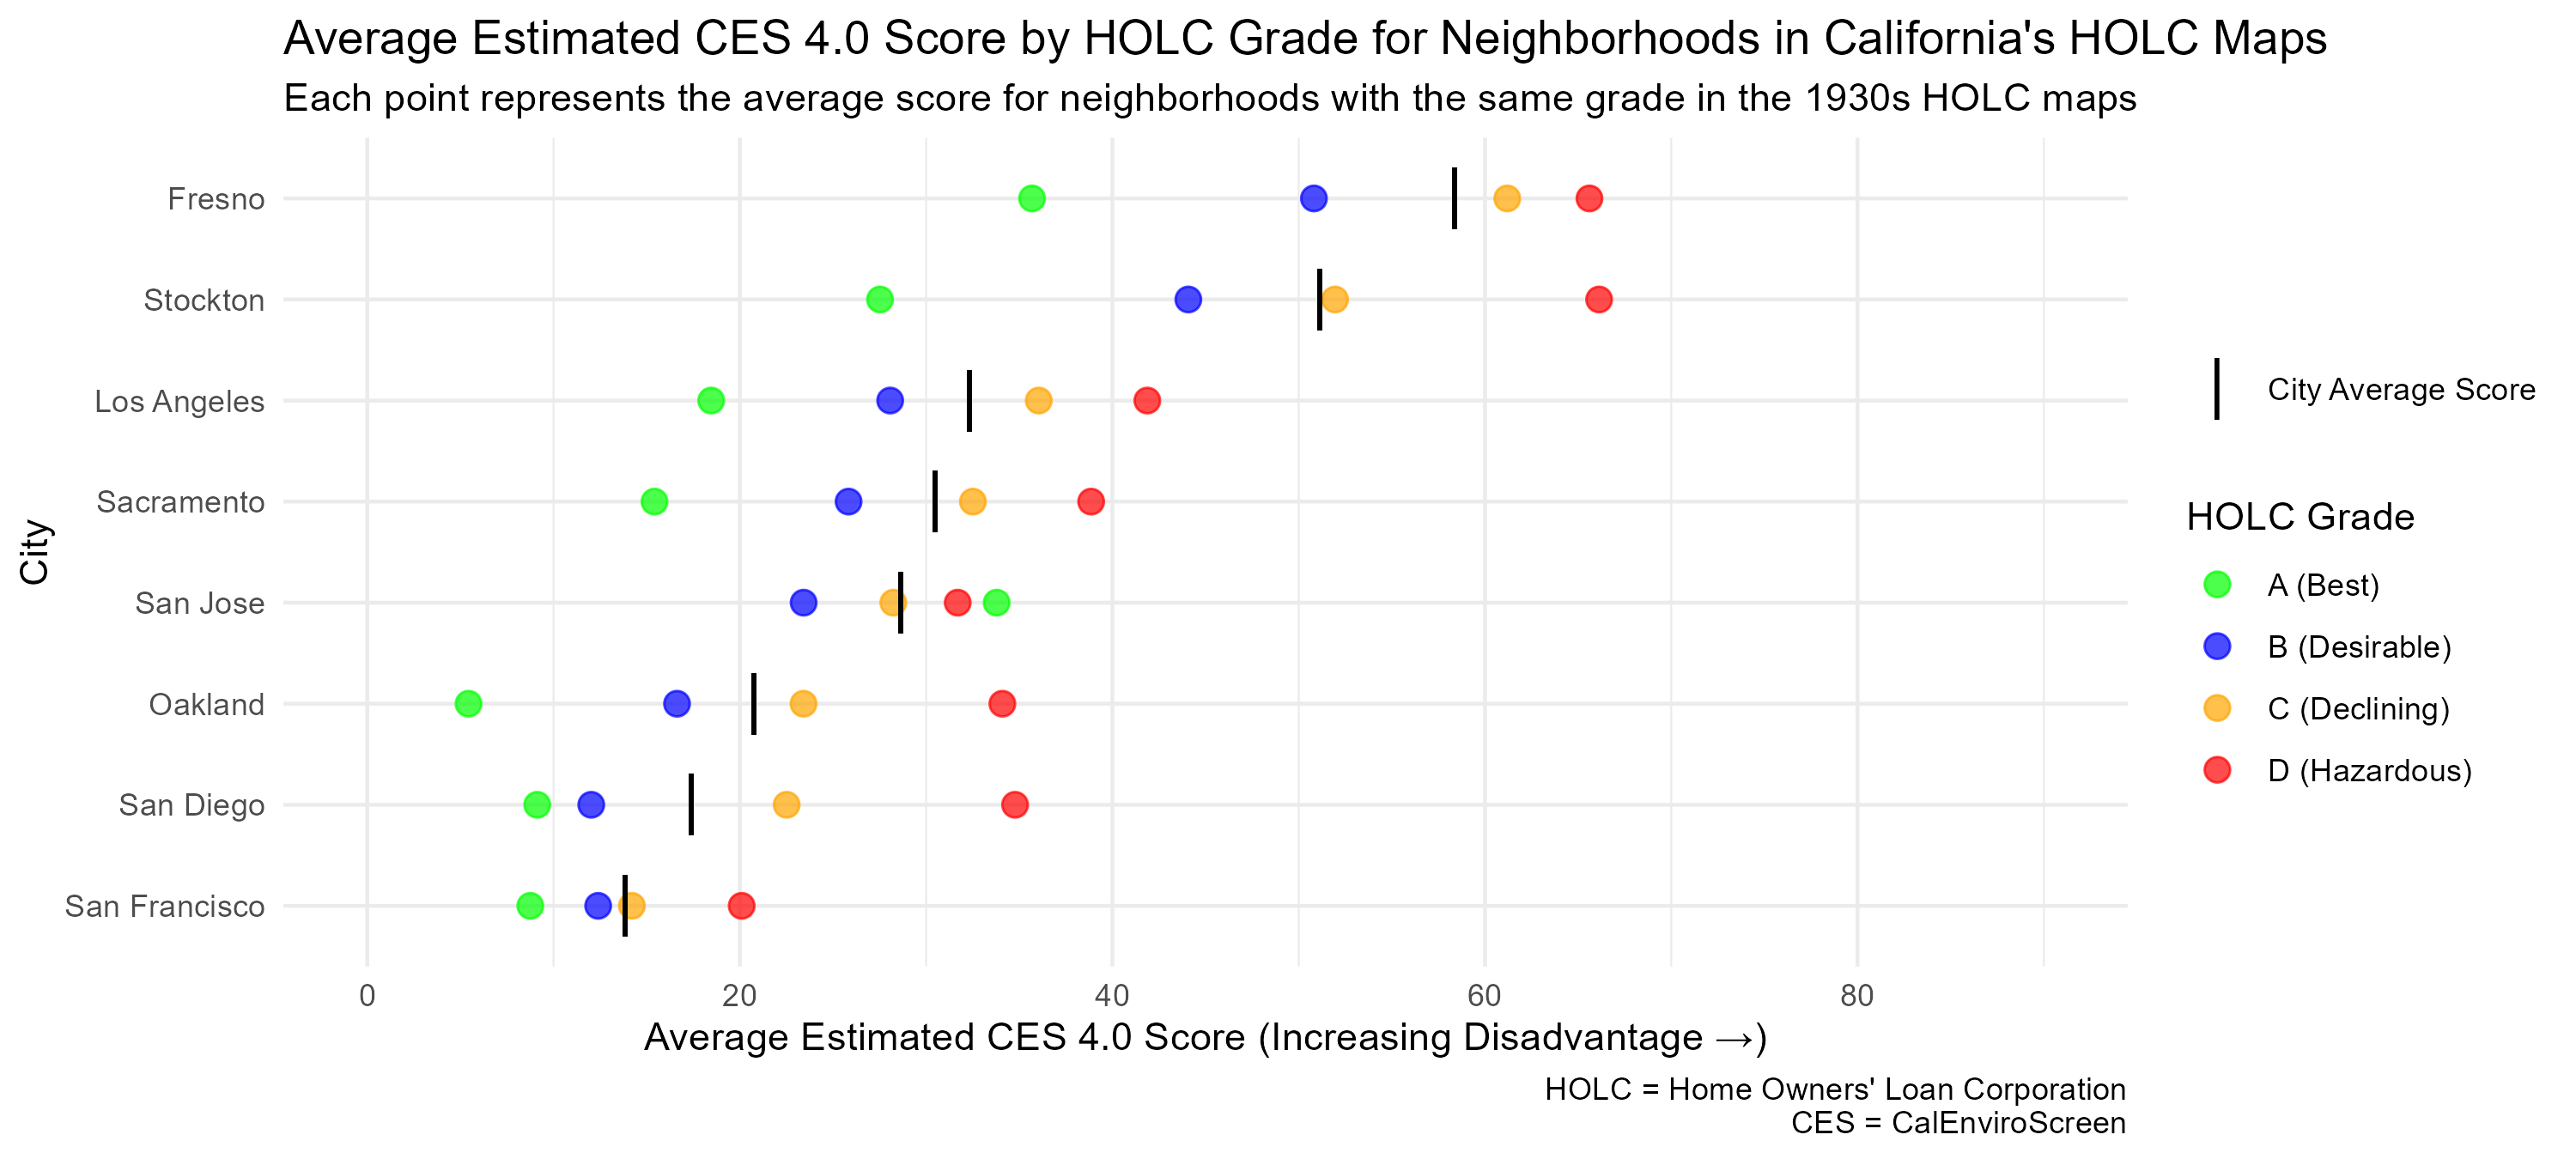 Average Estimated CES 4.0 Score by HOLC Grade for Neighborhoods in California's HOLC Maps
Each point represents the average score for neighborhoods with the same grade in the 1930s HOLC maps
City
Fresno
Stockton
Los Angeles
Sacramento
San Jose
Oakland
San Diego
San Francisco
0 20 40 60 80
Average Estimated CES 4.0 Score (Increasing Disadvantage →)
City Average Score
HOLC Grade
A (Best)
B (Desirable)
C (Declining)
D (Hazardous)
HOLC = Home Owners' Loan Corporation
CES = CalEnviroScreen